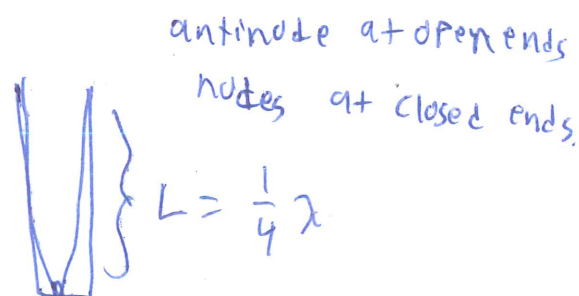 antinode at open ends
nodes at closed ends.
L = 1/4 λ